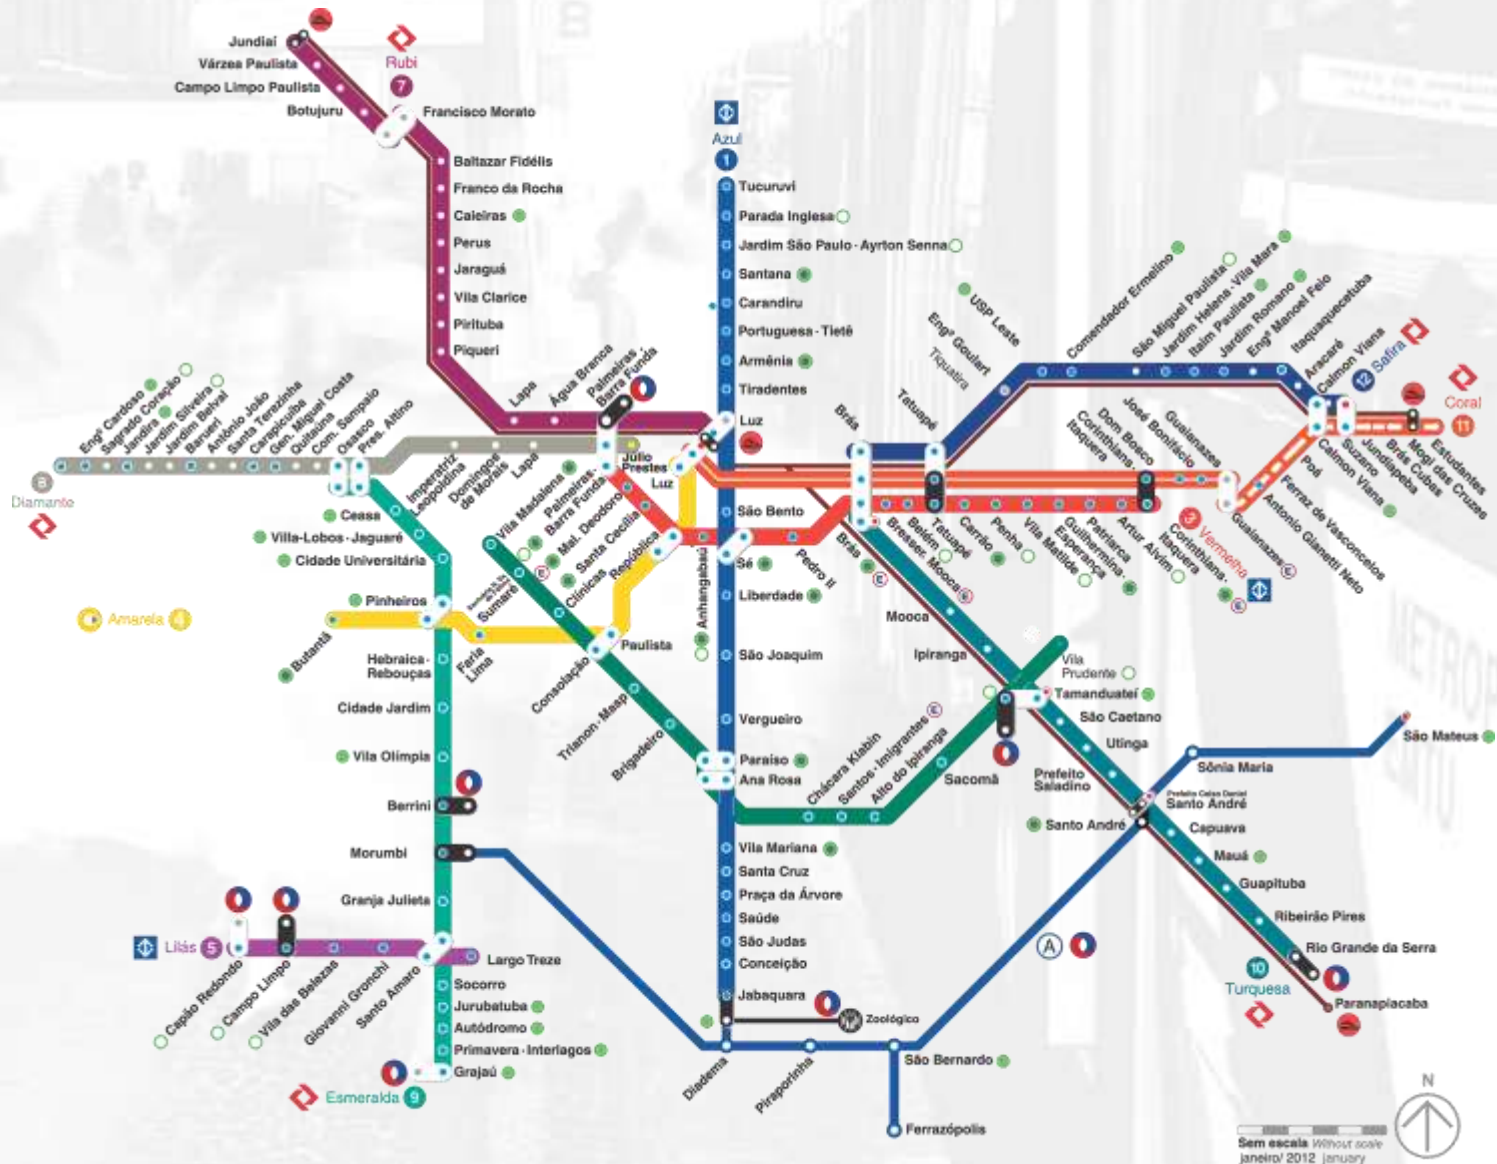 Jundiaí
Várzea Paulista
Campo Limpo Paulista
Botujuru
Rubi
7
Francisco Morato
Baltazar Fidélis
Franco da Rocha
Caieiras
Perus
Jaraguá
Vila Clarice
Pirituba
Piqueri
Lapa
Água Branca
Palmeiras -
Barra Funda
Azul
1
Tucuruvi
Parada Inglesa
Jardim São Paulo - Ayrton Senna
Santana
Carandiru
Portuguesa - Tietê
Armênia
Tiradentes
Luz
São Bento
Sé
Liberdade
São Joaquim
Vergueiro
Paraíso
Ana Rosa
Vila Mariana
Santa Cruz
Praça da Árvore
Saúde
São Judas
Conceição
Jabaquara
Zoológico
8
Diamante
Engº Cardoso
Sagrado Coração
Jandira
Jardim Silveira
Jardim Belval
Barueri
Antônio João
Santa Terezinha
Carapicuíba
Gen. Miguel Costa
Quitaúna
Com. Sampaio
Osasco
Pres. Altino
Imperatriz
Leopoldina
Domingos
de Morais
Lapa
Júlio
Prestes
Luz
Ceasa
Villa-Lobos - Jaguaré
Cidade Universitária
Pinheiros
Hebraica -
Rebouças
Cidade Jardim
Vila Olímpia
Berrini
Morumbi
Granja Julieta
Santo Amaro
Socorro
Jurubatuba
Autódromo
Primavera - Interlagos
Grajaú
Esmeralda 9
Amarela 4
Butantã
Faria
Lima
Paulista
República
Vila Madalena
Sumaré
Clínicas
Consolação
Trianon - Masp
Brigadeiro
Chácara Klabin
Santos - Imigrantes
Alto do Ipiranga
Sacomã
Tamanduateí
Vila
Prudente
Palmeiras -
Barra Funda
Mal. Deodoro
Santa Cecília
Anhangabaú
Pedro II
Brás
Bresser. Mooca
Belém
Tatuapé
Carrão
Penha
Vila Matilde
Guilhermina -
Esperança
Patriarca
Artur Alvim
Corinthians -
Itaquera
3 Vermelha
Brás
Tatuapé
Tiquatira
Engº Goulart
USP Leste
Comendador Ermelino
São Miguel Paulista
Jardim Helena - Vila Mara
Itaim Paulista
Jardim Romano
Engº Manoel Feio
Itaquaquecetuba
Aracaré
Calmon Viana
12 Safira
Coral
11
Corinthians -
Itaquera
Dom Bosco
José Bonifácio
Guaianazes
Guaianazes
Antonio Gianetti Neto
Ferraz de Vasconcelos
Poá
Calmon Viana
Suzano
Jundiapeba
Brás Cubas
Mogi das Cruzes
Estudantes
Mooca
Ipiranga
São Caetano
Utinga
Prefeito
Saladino
Prefeito Celso Daniel
Santo André
Santo André
Capuava
Mauá
Guapituba
Ribeirão Pires
Rio Grande da Serra
Paranapiacaba
10
Turquesa
Sônia Maria
São Mateus
A
Diadema
Piraporinha
São Bernardo
Ferrazópolis
Lilás 5
Capão Redondo
Campo Limpo
Vila das Belezas
Giovanni Gronchi
Largo Treze
N
Sem escala Without scale
janeiro/ 2012 january